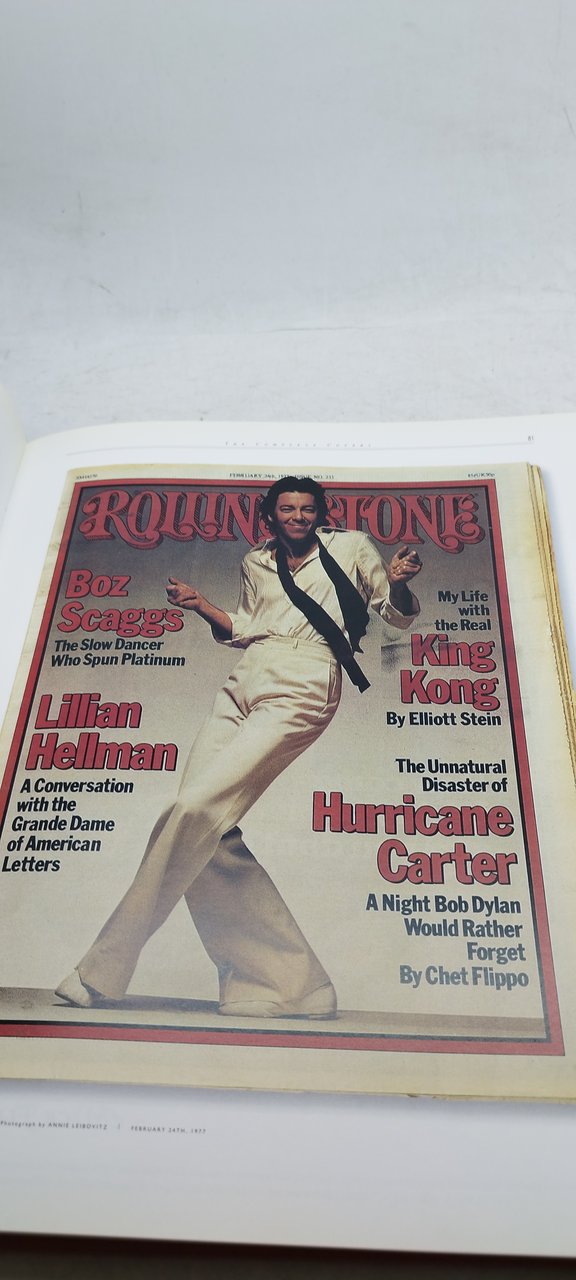 THE COMPLETE COVERS
81
FEBRUARY 24th, 1977 ISSUE NO. 233
ROLLING STONE
Boz
Scaggs
The Slow Dancer
Who Spun Platinum
My Life
with
the Real
King
Kong
By Elliott Stein
Lillian
Hellman
A Conversation
with the
Grande Dame
of American
Letters
The Unnatural
Disaster of
Hurricane
Carter
A Night Bob Dylan
Would Rather
Forget
By Chet Flippo
Photograph by ANNIE LEIBOVITZ | FEBRUARY 24TH, 1977